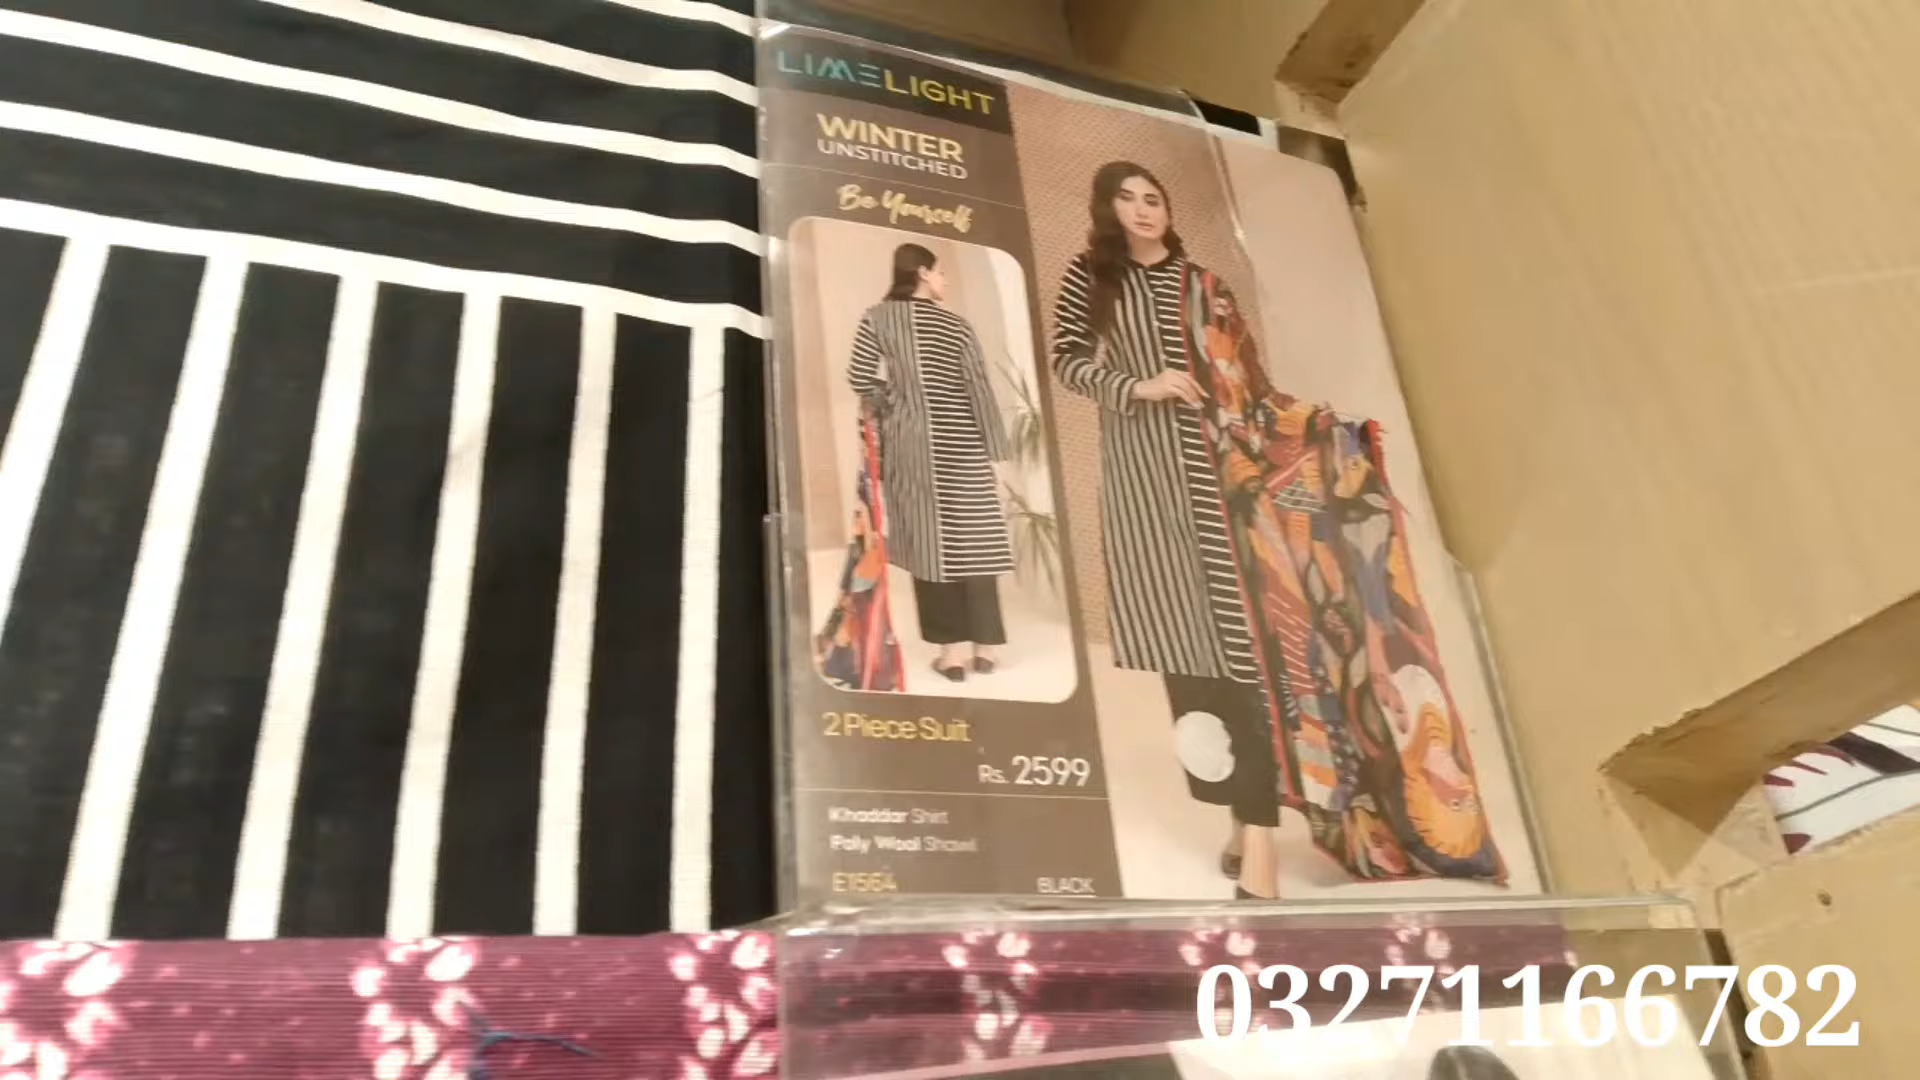 LIMELIGHT
WINTER
UNSTITCHED
Be Yourself
2 Piece Suit
Rs. 2599
Khaddar Shirt
Poly Wool Shawl
E1564
BLACK
03271166782